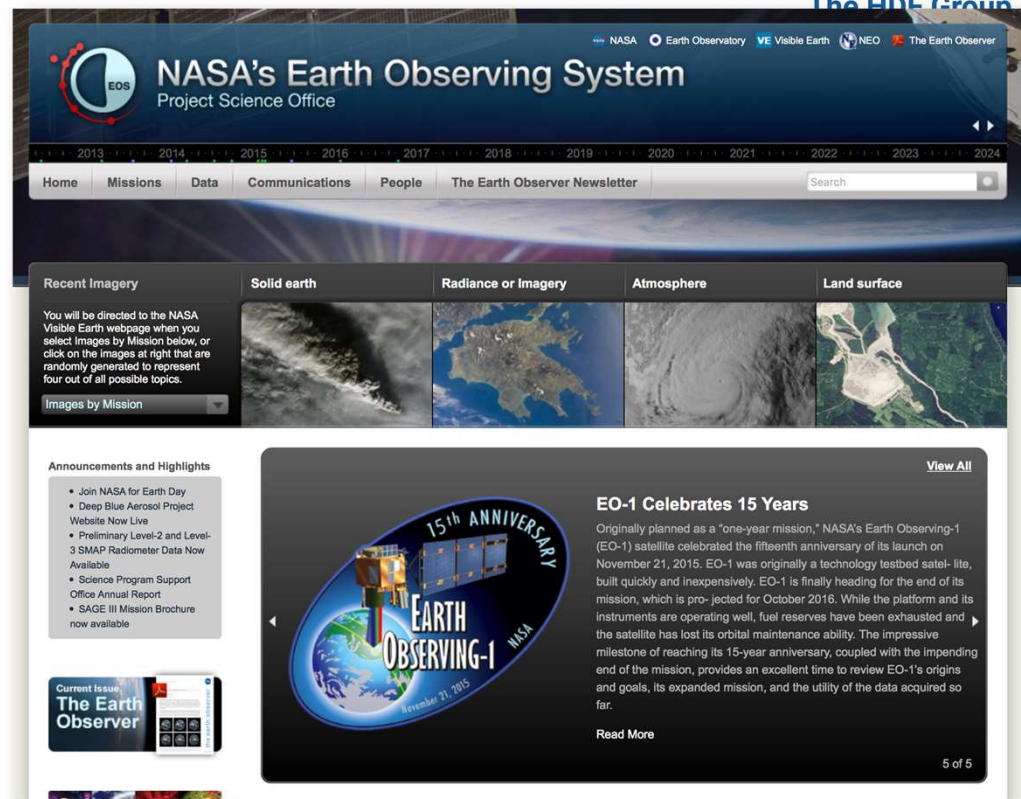 The HDF Group
NASA Earth Observatory VE Visible Earth NEO The Earth Observer
EOS
NASA's Earth Observing System
Project Science Office
2013 2014 2015 2016 2017 2018 2019 2020 2021 2022 2023 2024
Home Missions Data Communications People The Earth Observer Newsletter Search
Recent Imagery Solid earth Radiance or Imagery Atmosphere Land surface
You will be directed to the NASA
Visible Earth webpage when you
select Images by Mission below, or
click on the images at right that are
randomly generated to represent
four out of all possible topics.
Images by Mission
Announcements and Highlights
• Join NASA for Earth Day
• Deep Blue Aerosol Project
Website Now Live
• Preliminary Level-2 and Level-
3 SMAP Radiometer Data Now
Available
• Science Program Support
Office Annual Report
• SAGE III Mission Brochure
now available
Current Issue
The Earth
Observer
the earth observer
View All
15th ANNIVERSARY
EARTH
OBSERVING-1
NASA
November 21, 2015
EO-1 Celebrates 15 Years
Originally planned as a “one-year mission,” NASA's Earth Observing-1
(EO-1) satellite celebrated the fifteenth anniversary of its launch on
November 21, 2015. EO-1 was originally a technology testbed satel- lite,
built quickly and inexpensively. EO-1 is finally heading for the end of its
mission, which is pro- jected for October 2016. While the platform and its
instruments are operating well, fuel reserves have been exhausted and
the satellite has lost its orbital maintenance ability. The impressive
milestone of reaching its 15-year anniversary, coupled with the impending
end of the mission, provides an excellent time to review EO-1's origins
and goals, its expanded mission, and the utility of the data acquired so
far.
Read More
5 of 5